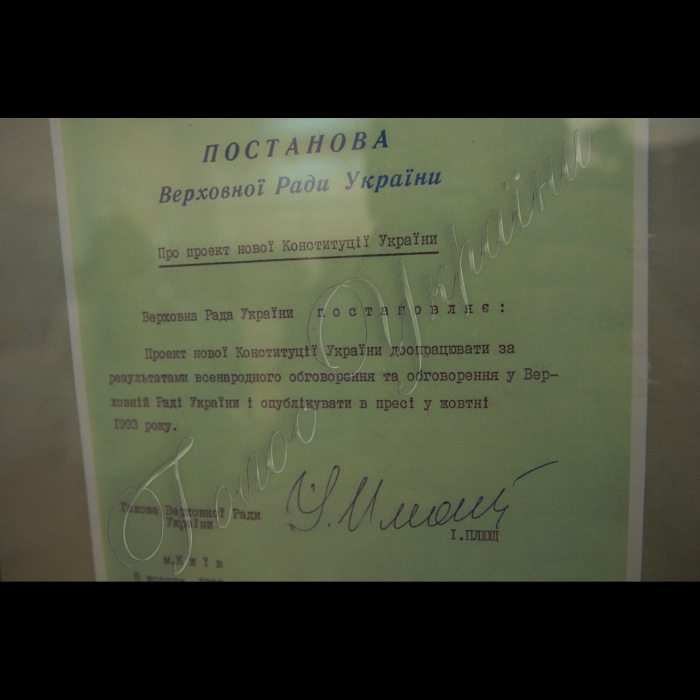 ПОСТАНОВА
Верховної Ради України
Про проект нової Конституції України
Верховна Рада України постановляє:
Проект нової Конституції України доопрацювати за
результатами всенародного обговорення та обговорення у Вер-
ховній Раді України і опублікувати в пресі у жовтні
1993 року.
Голова Верховної Ради
України
І.ПЛЮЩ
м.Київ
Голос України